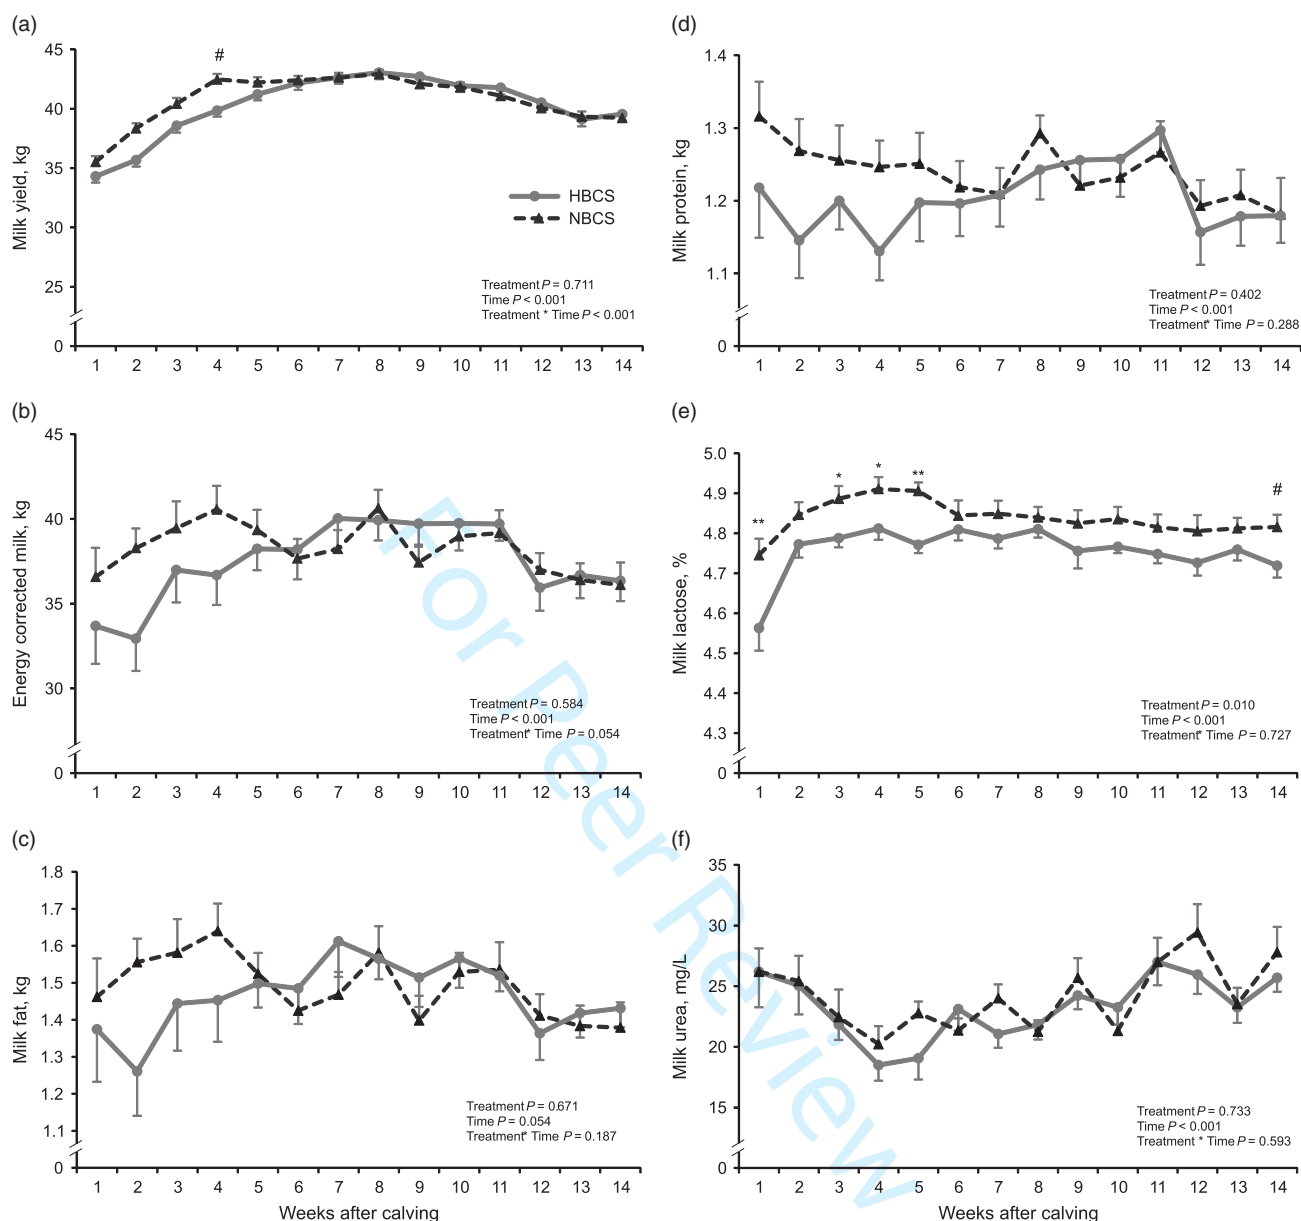 (a)
45
40
35
30
25
0
Milk yield, kg
#
HBCS
NBCS
Treatment P = 0.711
Time P < 0.001
Treatment * Time P < 0.001
1 2 3 4 5 6 7 8 9 10 11 12 13 14
(b)
45
40
35
30
0
Energy corrected milk, kg
Treatment P = 0.584
Time P < 0.001
Treatment* Time P = 0.054
1 2 3 4 5 6 7 8 9 10 11 12 13 14
(c)
1.8
1.7
1.6
1.5
1.4
1.3
1.2
1.1
0
Milk fat, kg
Treatment P = 0.671
Time P = 0.054
Treatment* Time P = 0.187
1 2 3 4 5 6 7 8 9 10 11 12 13 14
Weeks after calving
(d)
1.4
1.3
1.2
1.1
0
Milk protein, kg
Treatment P = 0.402
Time P < 0.001
Treatment* Time P = 0.288
1 2 3 4 5 6 7 8 9 10 11 12 13 14
(e)
5.0
4.9
4.8
4.7
4.6
4.5
4.4
4.3
0
Milk lactose, %
**
*
*
**
#
Treatment P = 0.010
Time P < 0.001
Treatment* Time P = 0.727
1 2 3 4 5 6 7 8 9 10 11 12 13 14
(f)
35
30
25
20
15
0
Milk urea, mg/L
Treatment P = 0.733
Time P < 0.001
Treatment * Time P = 0.593
1 2 3 4 5 6 7 8 9 10 11 12 13 14
Weeks after calving
For Peer Review